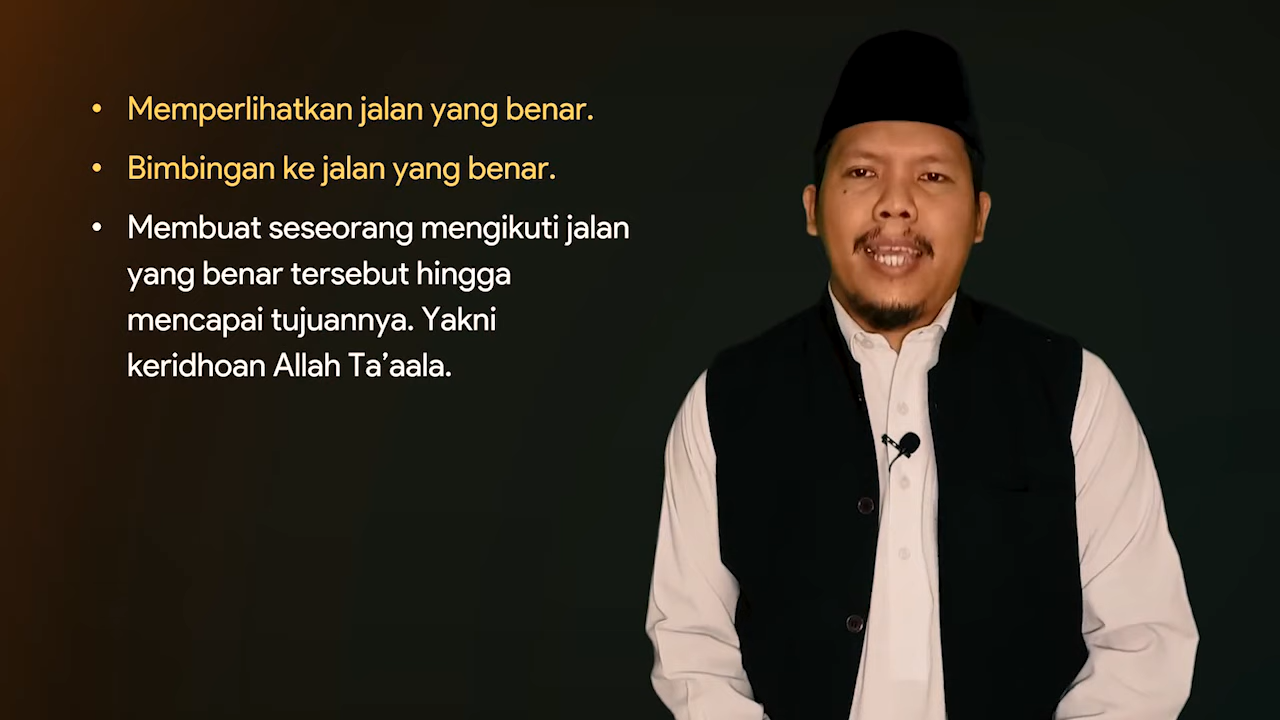 • Memperlihatkan jalan yang benar.
• Bimbingan ke jalan yang benar.
• Membuat seseorang mengikuti jalan
yang benar tersebut hingga
mencapai tujuannya. Yakni
keridhoan Allah Ta’aala.